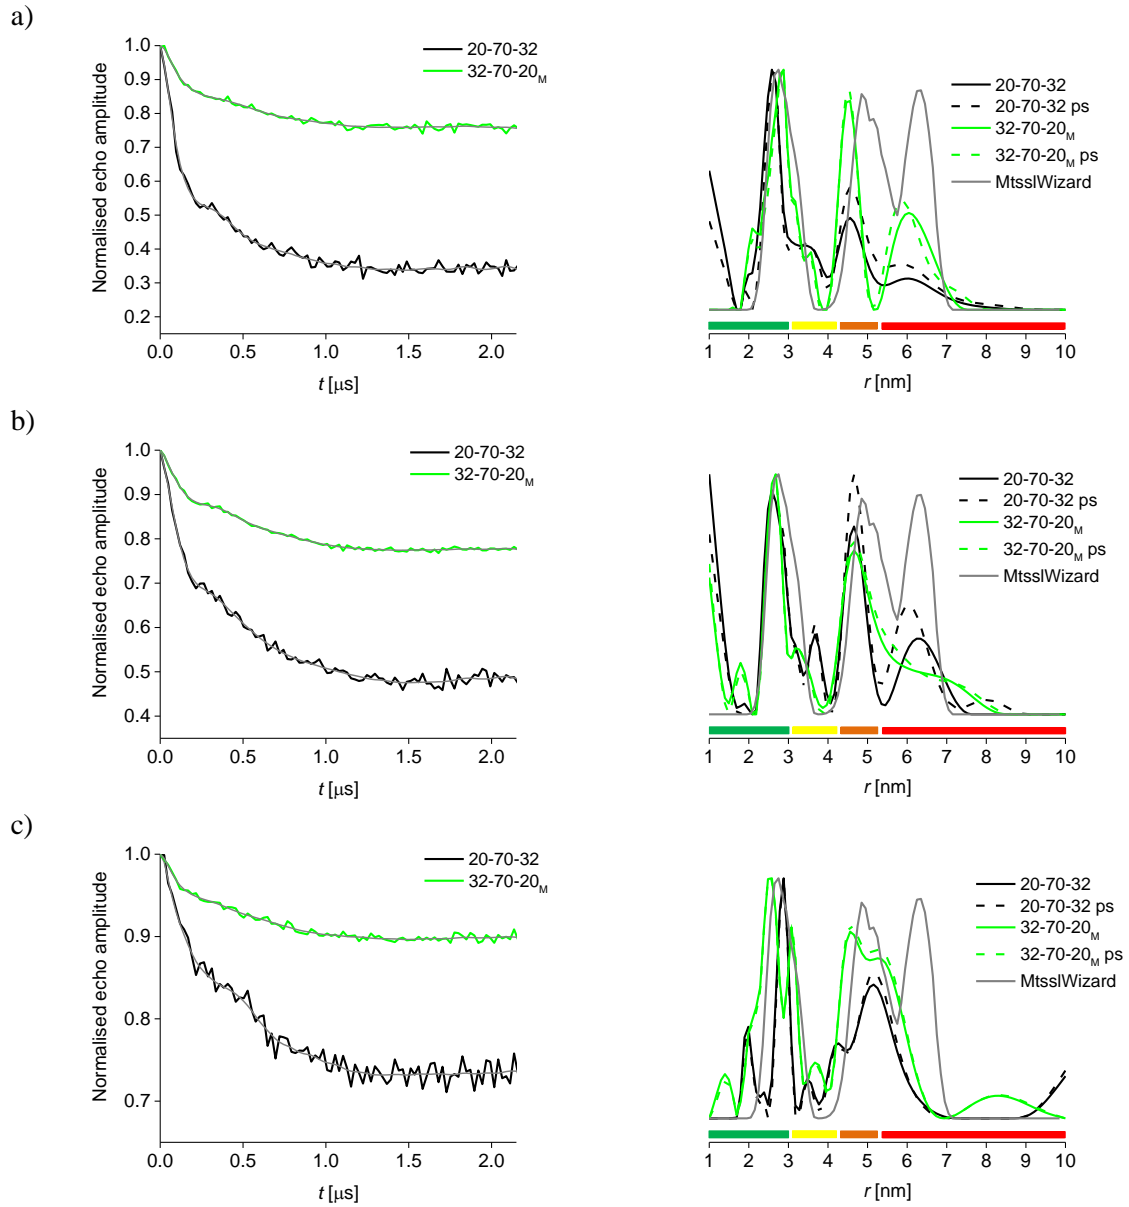 a)
Normalised echo amplitude
1.0
0.9
0.8
0.7
0.6
0.5
0.4
0.3
0.2
0.0 0.5 1.0 1.5 2.0
t [μs]
20-70-32
32-70-20M
20-70-32
20-70-32 ps
32-70-20M
32-70-20M ps
MtsslWizard
1 2 3 4 5 6 7 8 9 10
r [nm]
b)
Normalised echo amplitude
1.0
0.9
0.8
0.7
0.6
0.5
0.4
0.0 0.5 1.0 1.5 2.0
t [μs]
20-70-32
32-70-20M
20-70-32
20-70-32 ps
32-70-20M
32-70-20M ps
MtsslWizard
1 2 3 4 5 6 7 8 9 10
r [nm]
c)
Normalised echo amplitude
1.0
0.9
0.8
0.7
0.0 0.5 1.0 1.5 2.0
t [μs]
20-70-32
32-70-20M
20-70-32
20-70-32 ps
32-70-20M
32-70-20M ps
MtsslWizard
1 2 3 4 5 6 7 8 9 10
r [nm]